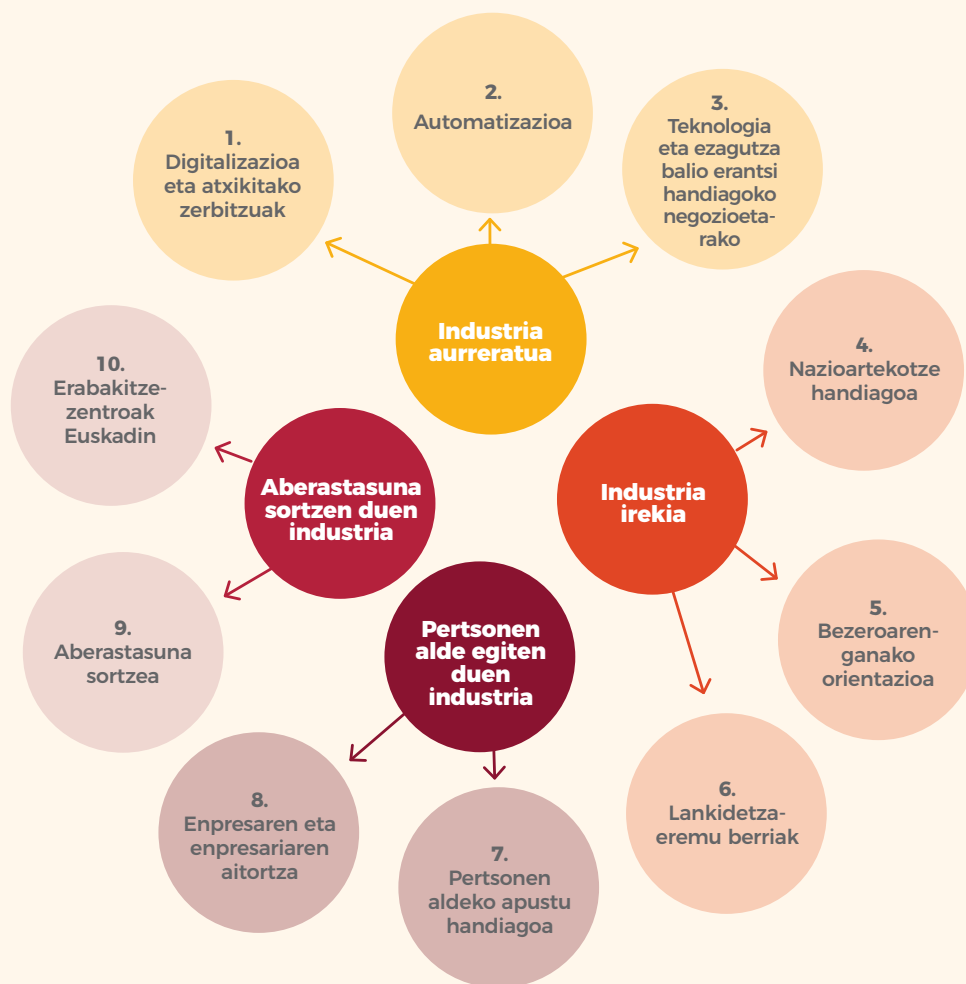 1.
Digitalizazioa
eta atxikitako
zerbitzuak
2.
Automatizazioa
3.
Teknologia
eta ezagutza
balio erantsi
handiagoko
negozioeta-
rako
Industria
aurreratua
4.
Nazioartekotze
handiagoa
10.
Erabakitze-
zentroak
Euskadin
Aberastasuna
sortzen duen
industria
Industria
irekia
5.
Bezeroaren-
ganako
orientazioa
9.
Aberastasuna
sortzea
Pertsonen
alde egiten
duen
industria
6.
Lankidetza-
eremu berriak
8.
Enpresaren eta
enpresariaren
aitortza
7.
Pertsonen
aldeko apustu
handiagoa